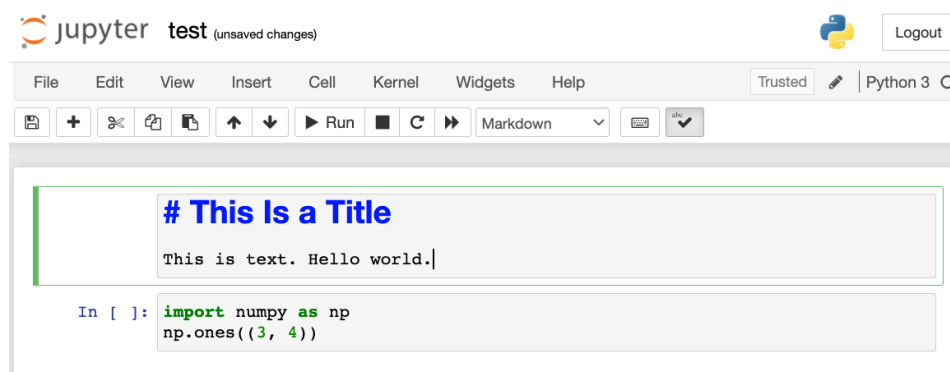 jupyter test (unsaved changes) Logout
File Edit View Insert Cell Kernel Widgets Help Trusted Python 3
Run Markdown abc
# This Is a Title
This is text. Hello world.
In [ ]: import numpy as np
np.ones((3, 4))